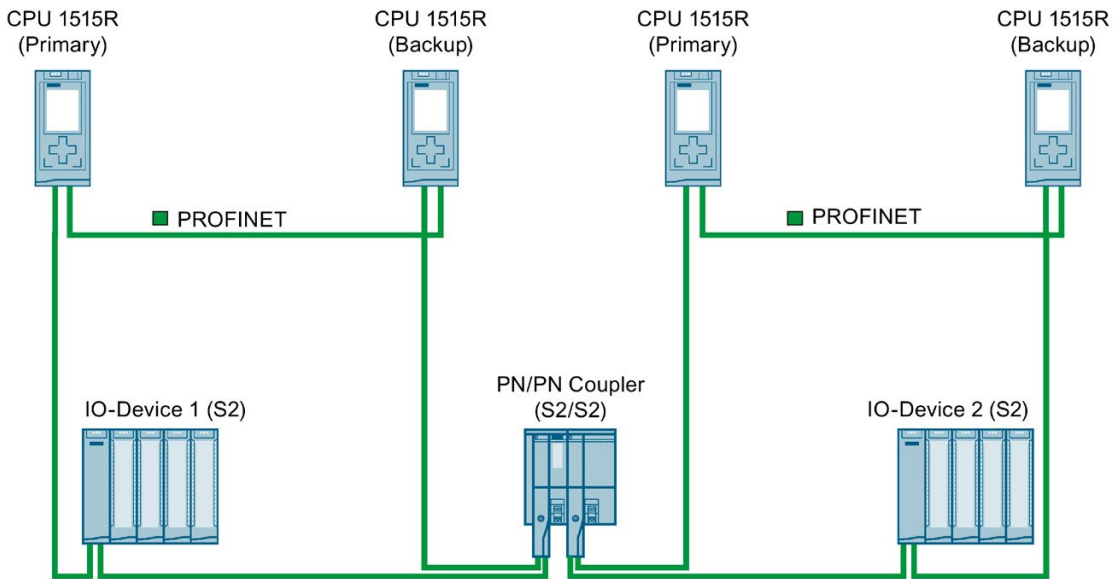 CPU 1515R
(Primary)
CPU 1515R
(Backup)
CPU 1515R
(Primary)
CPU 1515R
(Backup)
PROFINET
PROFINET
IO-Device 1 (S2)
PN/PN Coupler
(S2/S2)
IO-Device 2 (S2)